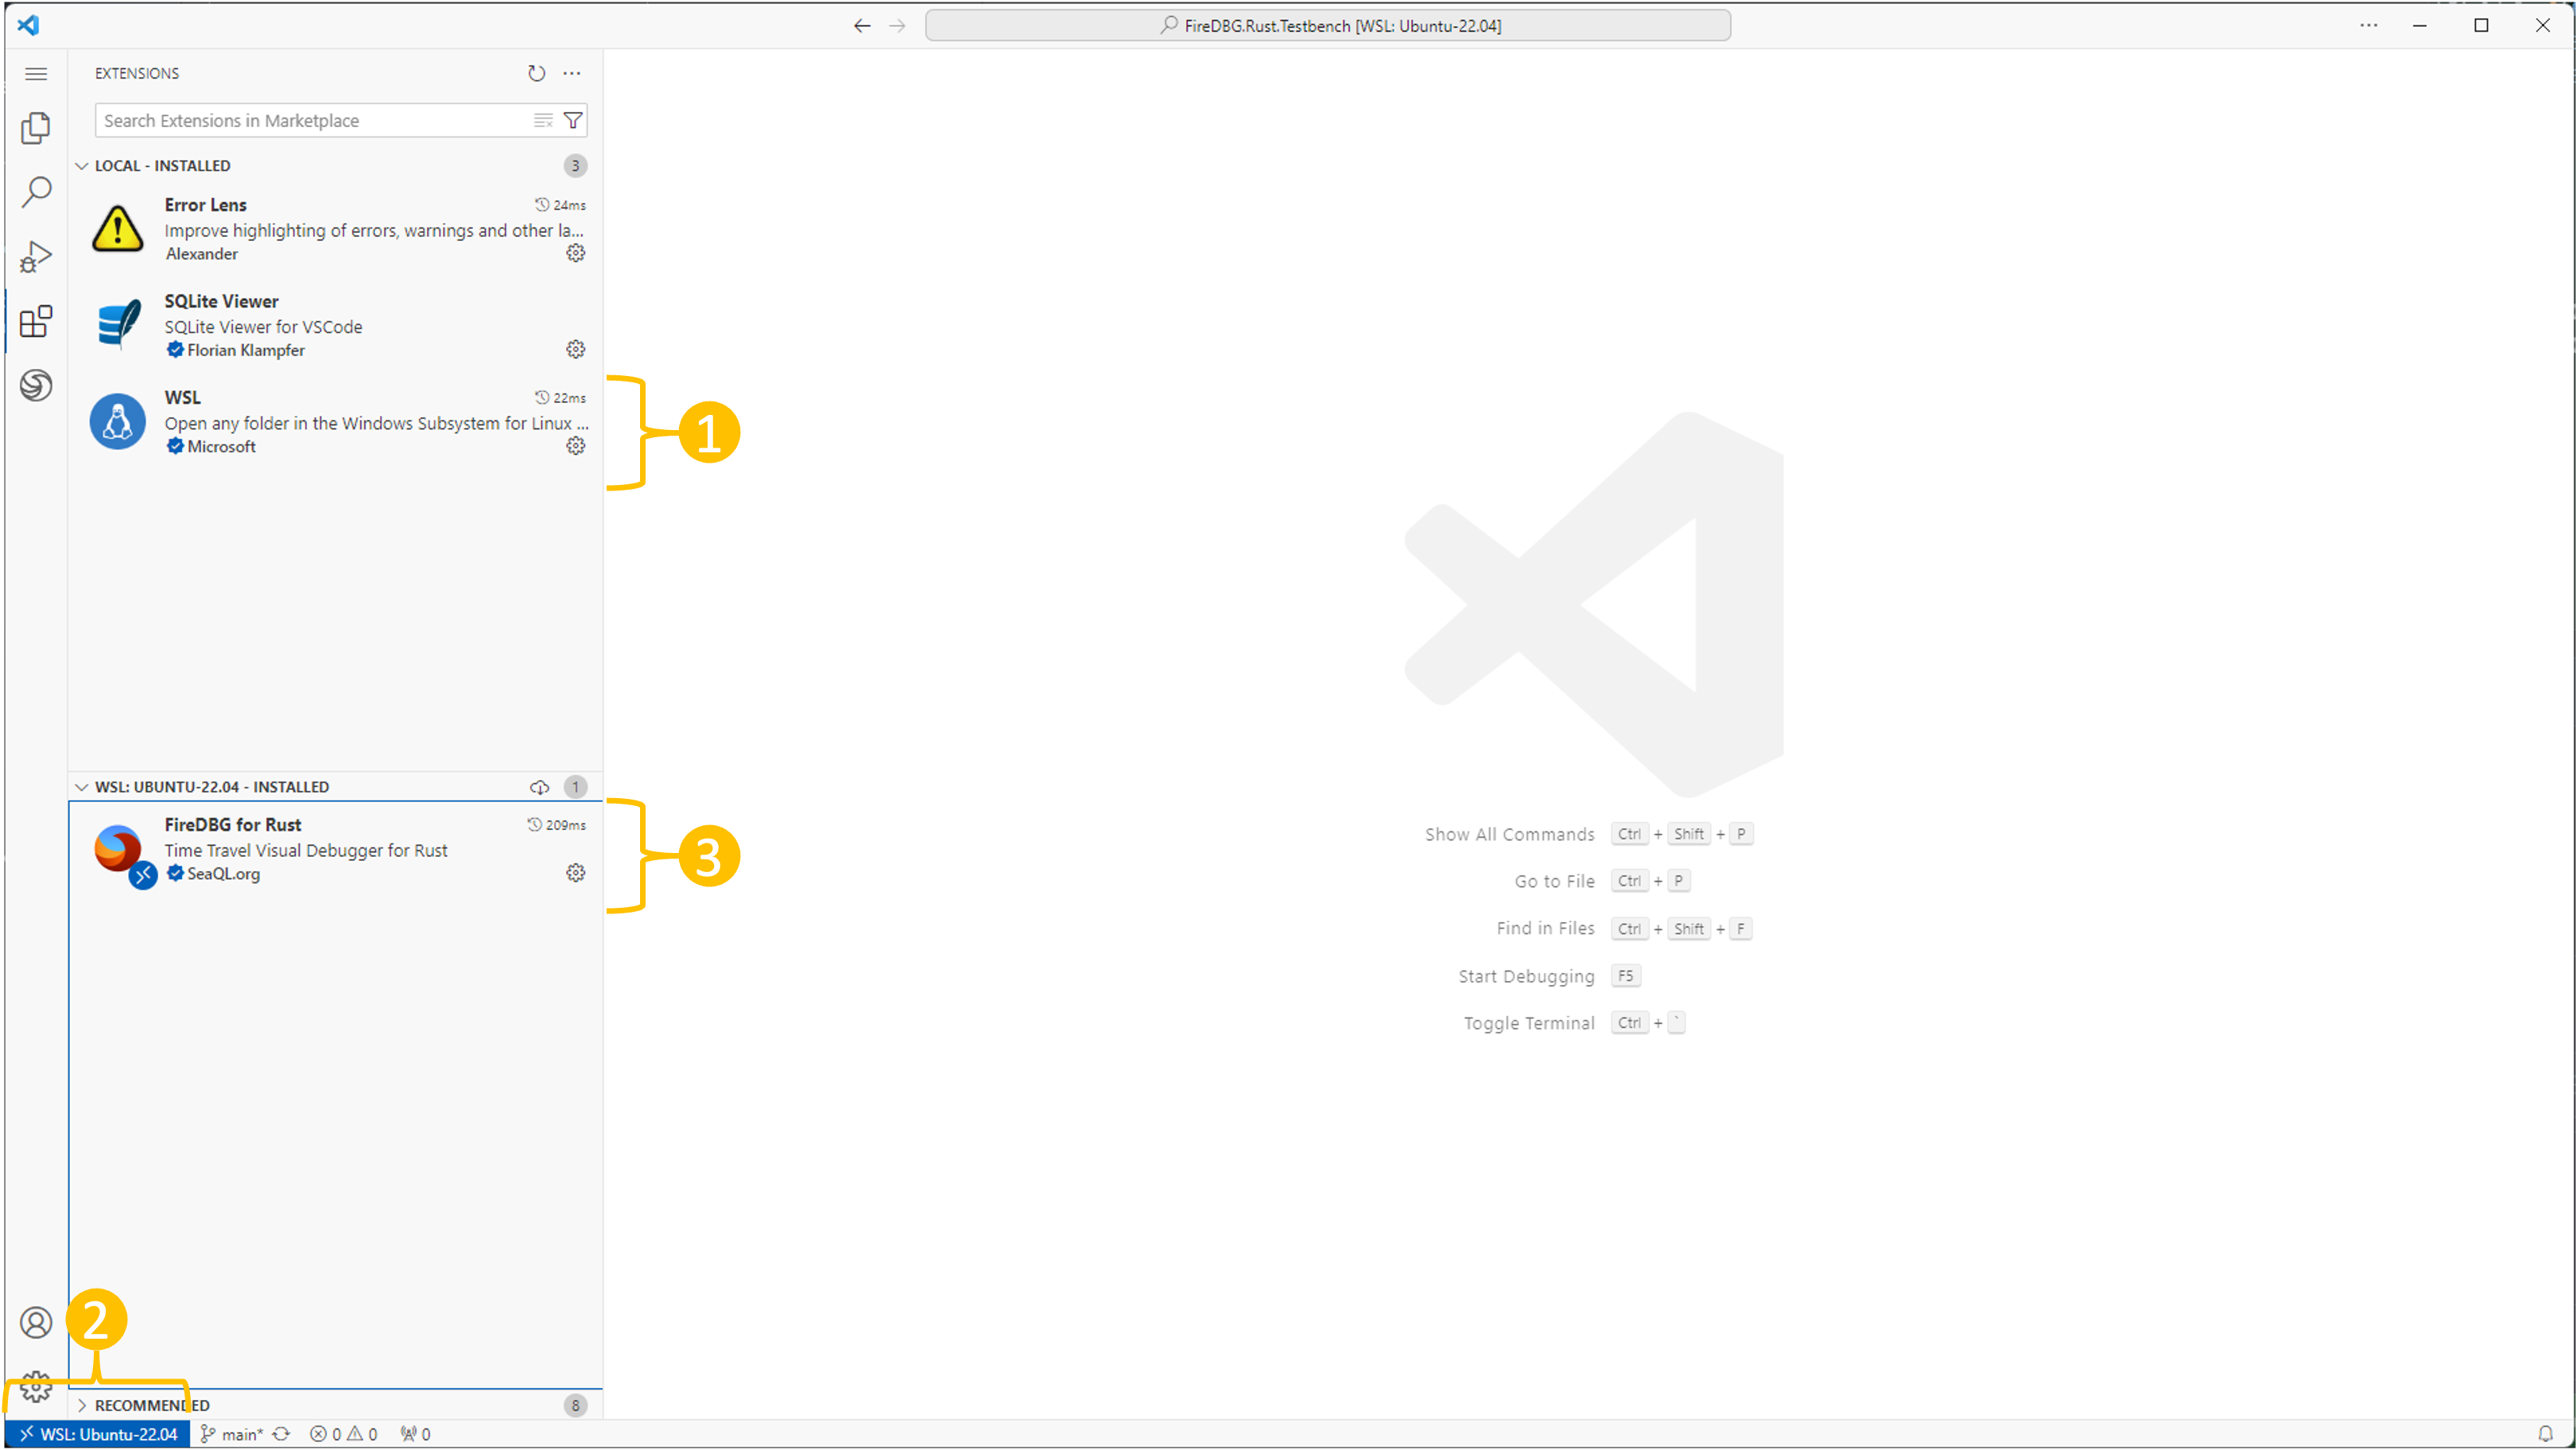 FireDBG.Rust.Testbench [WSL: Ubuntu-22.04]
EXTENSIONS
Search Extensions in Marketplace
LOCAL - INSTALLED 3
Error Lens 24ms
Improve highlighting of errors, warnings and other la...
Alexander
SQLite Viewer
SQLite Viewer for VSCode
Florian Klampfer
WSL 22ms
Open any folder in the Windows Subsystem for Linux ...
Microsoft
1
WSL: UBUNTU-22.04 - INSTALLED 1
FireDBG for Rust 209ms
Time Travel Visual Debugger for Rust
SeaQL.org
3
Show All Commands Ctrl + Shift + P
Go to File Ctrl + P
Find in Files Ctrl + Shift + F
Start Debugging F5
Toggle Terminal Ctrl + `
2
RECOMMENDED 8
WSL: Ubuntu-22.04 main* 0 0 0